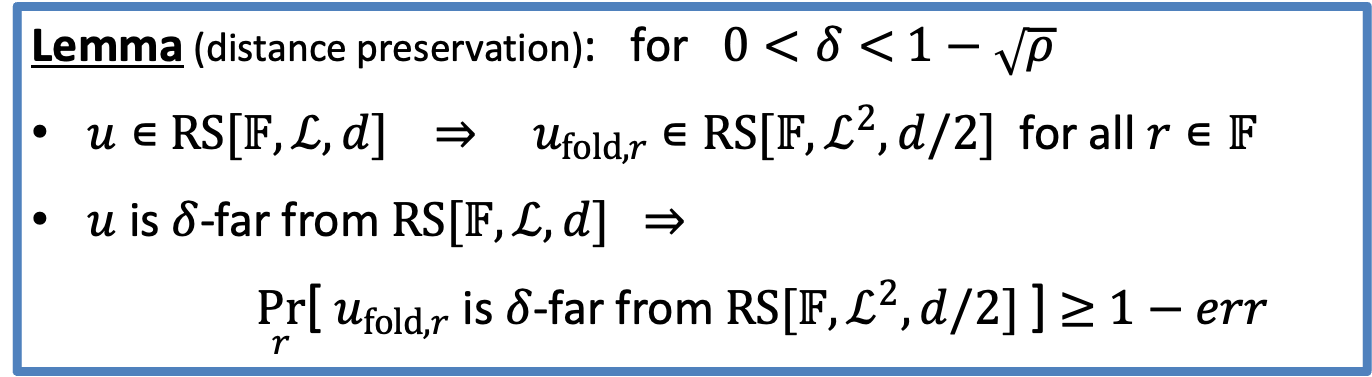 Lemma (distance preservation): for 0 < δ < 1 − √ρ
• u ∈ RS[𝔽, ℒ, d] ⇒ u_fold,r ∈ RS[𝔽, ℒ², d/2] for all r ∈ 𝔽
• u is δ-far from RS[𝔽, ℒ, d] ⇒
Pr_r[ u_fold,r is δ-far from RS[𝔽, ℒ², d/2] ] ≥ 1 − err